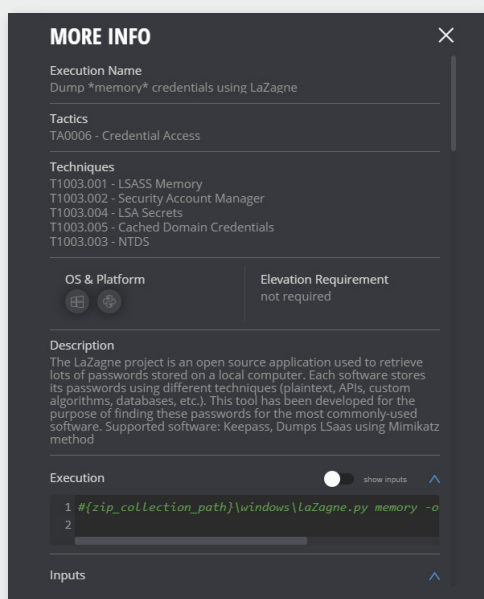 MORE INFO
Execution Name
Dump *memory* credentials using LaZagne
Tactics
TA0006 - Credential Access
Techniques
T1003.001 - LSASS Memory
T1003.002 - Security Account Manager
T1003.004 - LSA Secrets
T1003.005 - Cached Domain Credentials
T1003.003 - NTDS
OS & Platform
Elevation Requirement
not required
Description
The LaZagne project is an open source application used to retrieve
lots of passwords stored on a local computer. Each software stores
its passwords using different techniques (plaintext, APIs, custom
algorithms, databases, etc.). This tool has been developed for the
purpose of finding these passwords for the most commonly-used
software. Supported software: Keepass, Dumps LSaas using Mimikatz
method
Execution show inputs
1 #{zip_collection_path}\windows\laZagne.py memory -o
2
Inputs